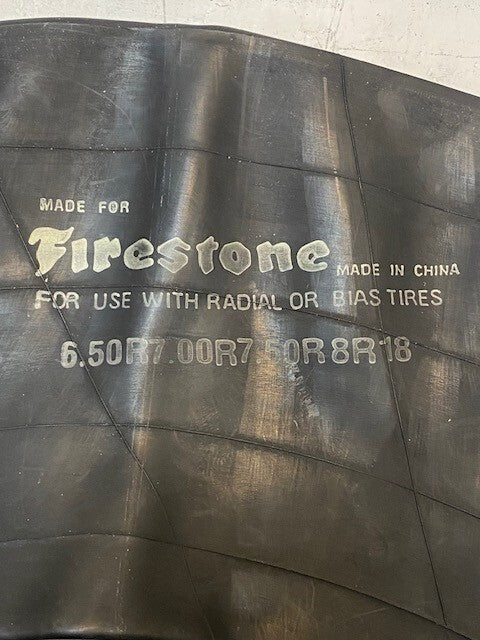 MADE FOR
Firestone MADE IN CHINA
FOR USE WITH RADIAL OR BIAS TIRES
6.50R7.00R7.50R8R18